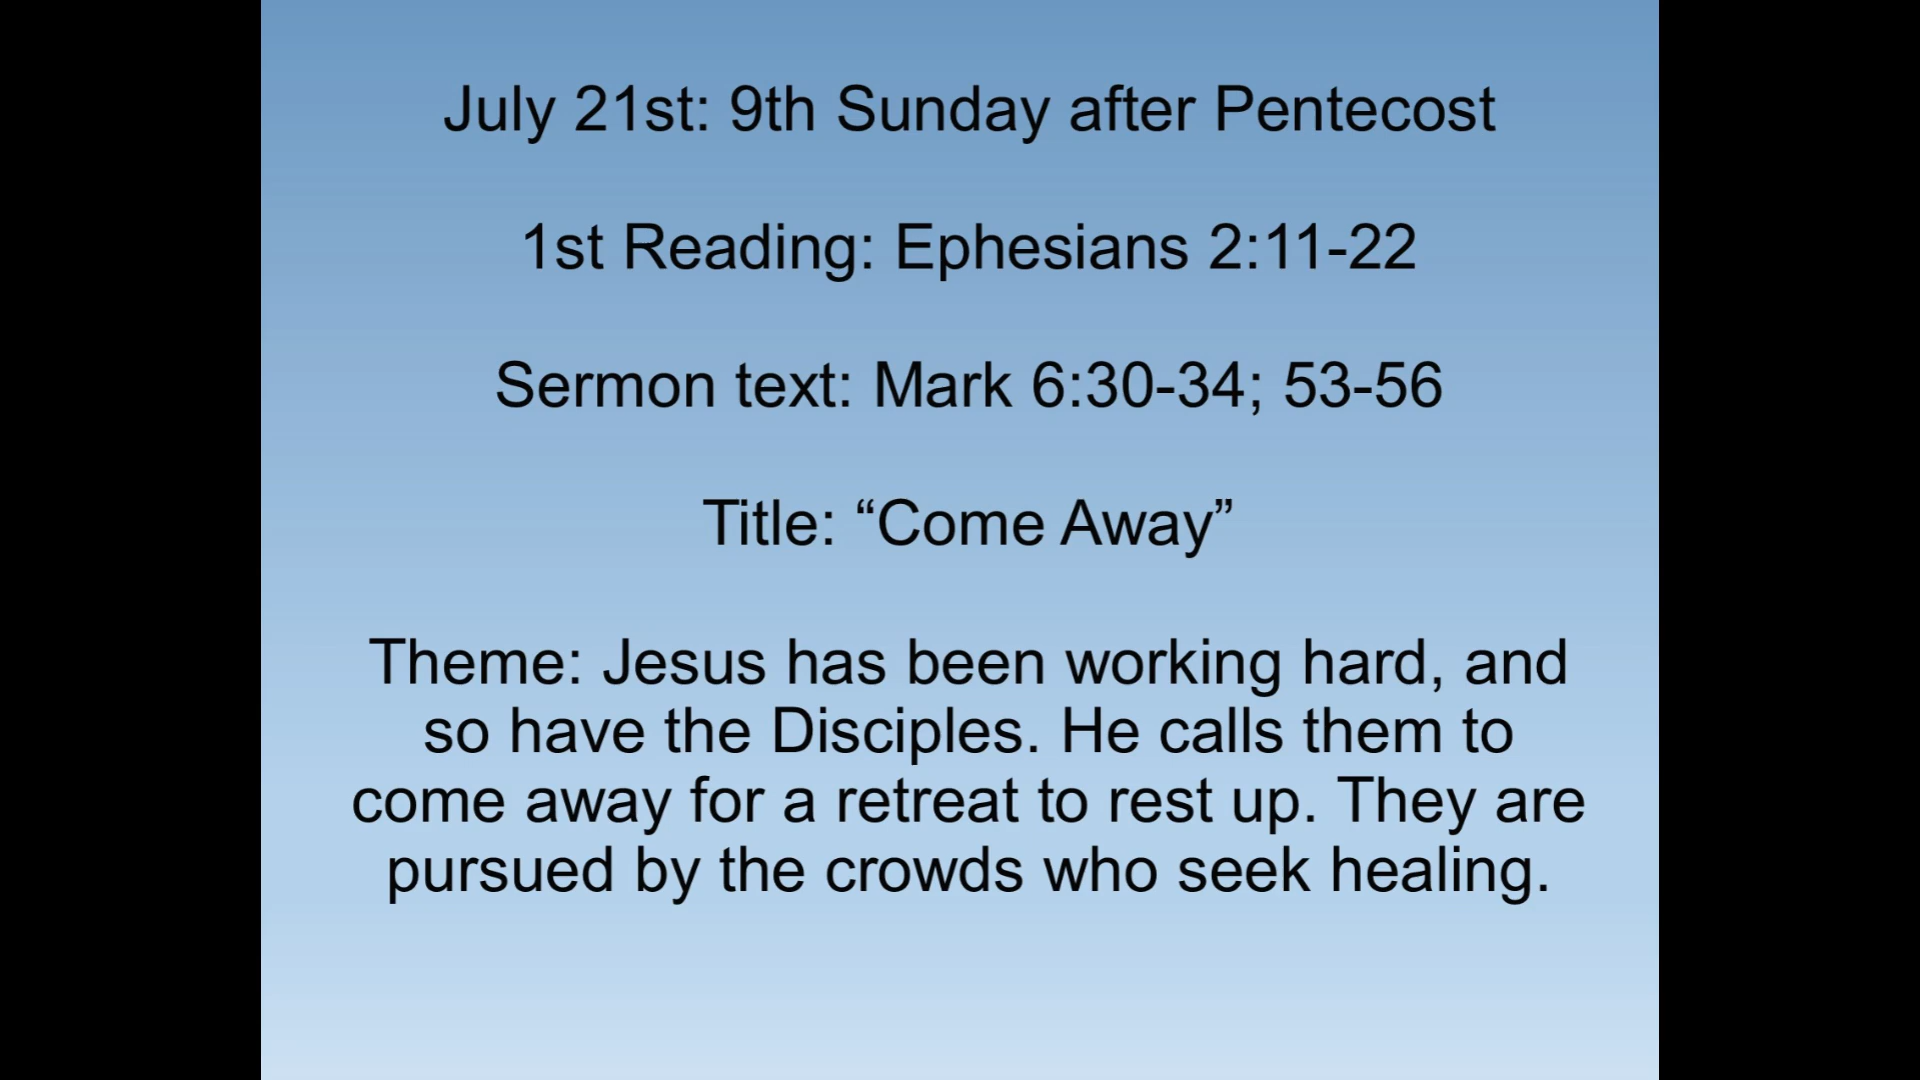 July 21st: 9th Sunday after Pentecost
1st Reading: Ephesians 2:11-22
Sermon text: Mark 6:30-34; 53-56
Title: “Come Away”
Theme: Jesus has been working hard, and
so have the Disciples. He calls them to
come away for a retreat to rest up. They are
pursued by the crowds who seek healing.